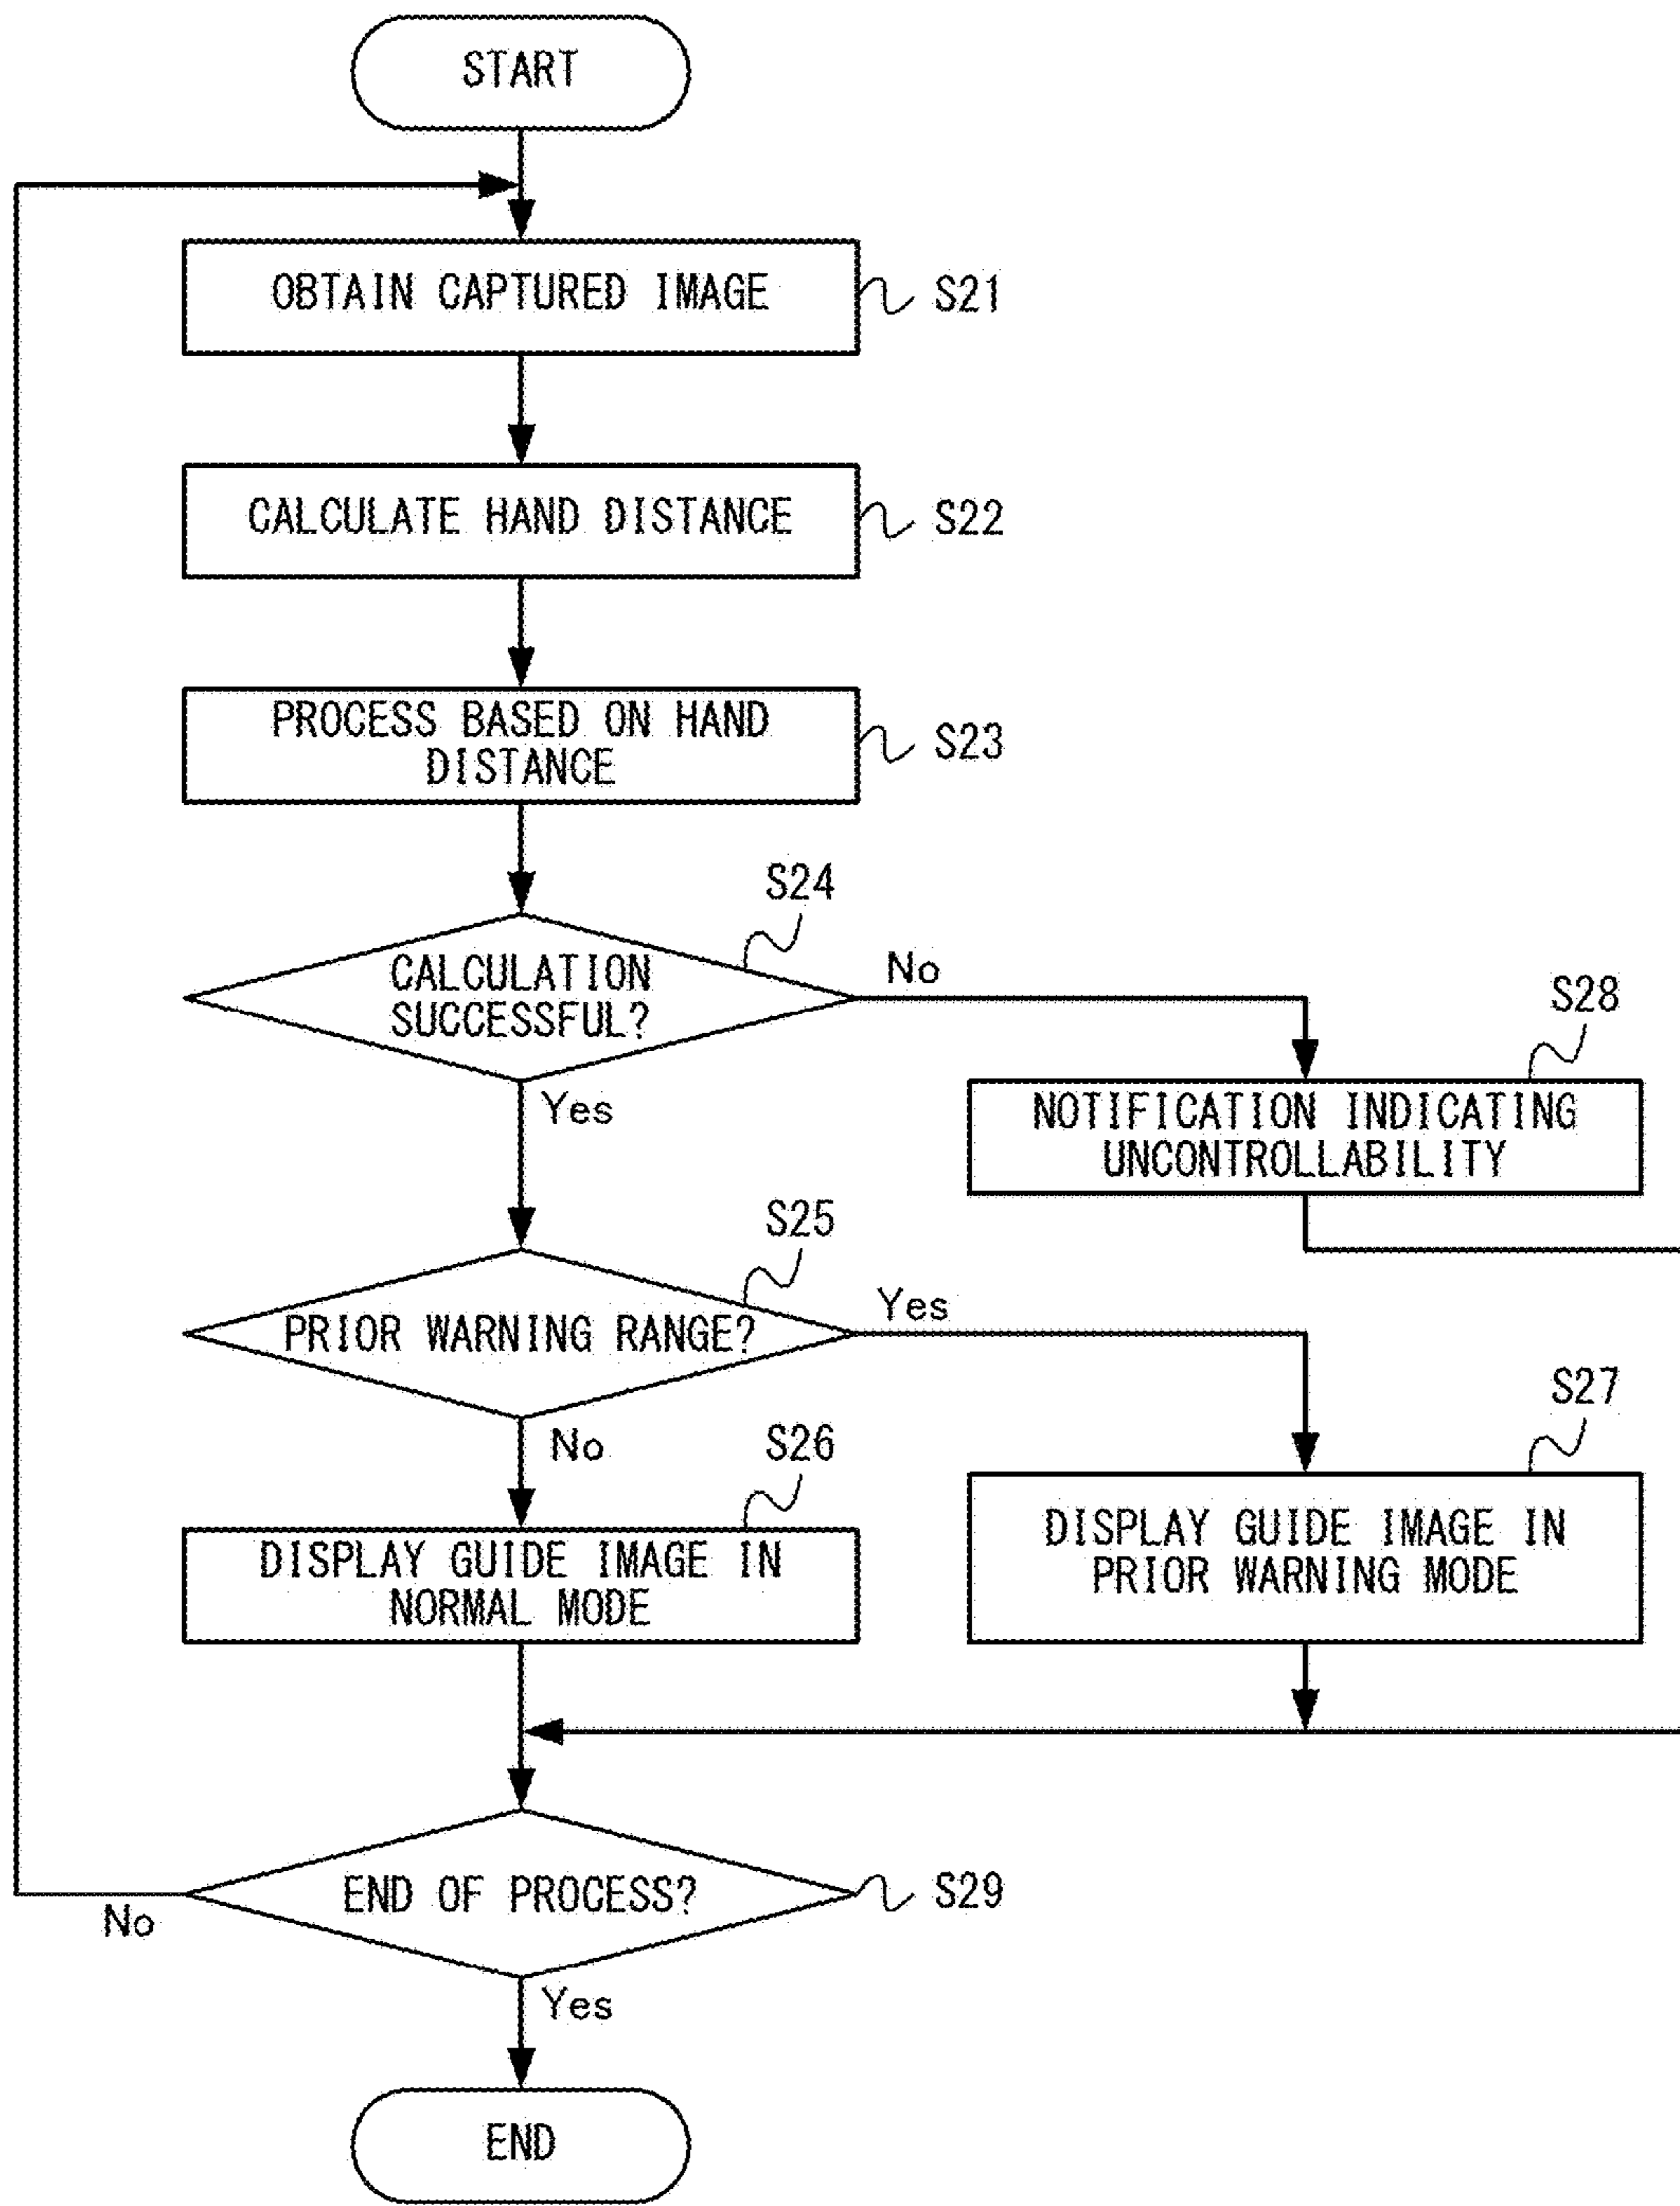 START
OBTAIN CAPTURED IMAGE
S21
CALCULATE HAND DISTANCE
S22
PROCESS BASED ON HAND
DISTANCE
S23
S24
CALCULATION
SUCCESSFUL?
No
Yes
S28
NOTIFICATION INDICATING
UNCONTROLLABILITY
S25
PRIOR WARNING RANGE?
Yes
No
S26
DISPLAY GUIDE IMAGE IN
NORMAL MODE
S27
DISPLAY GUIDE IMAGE IN
PRIOR WARNING MODE
END OF PROCESS?
S29
No
Yes
END